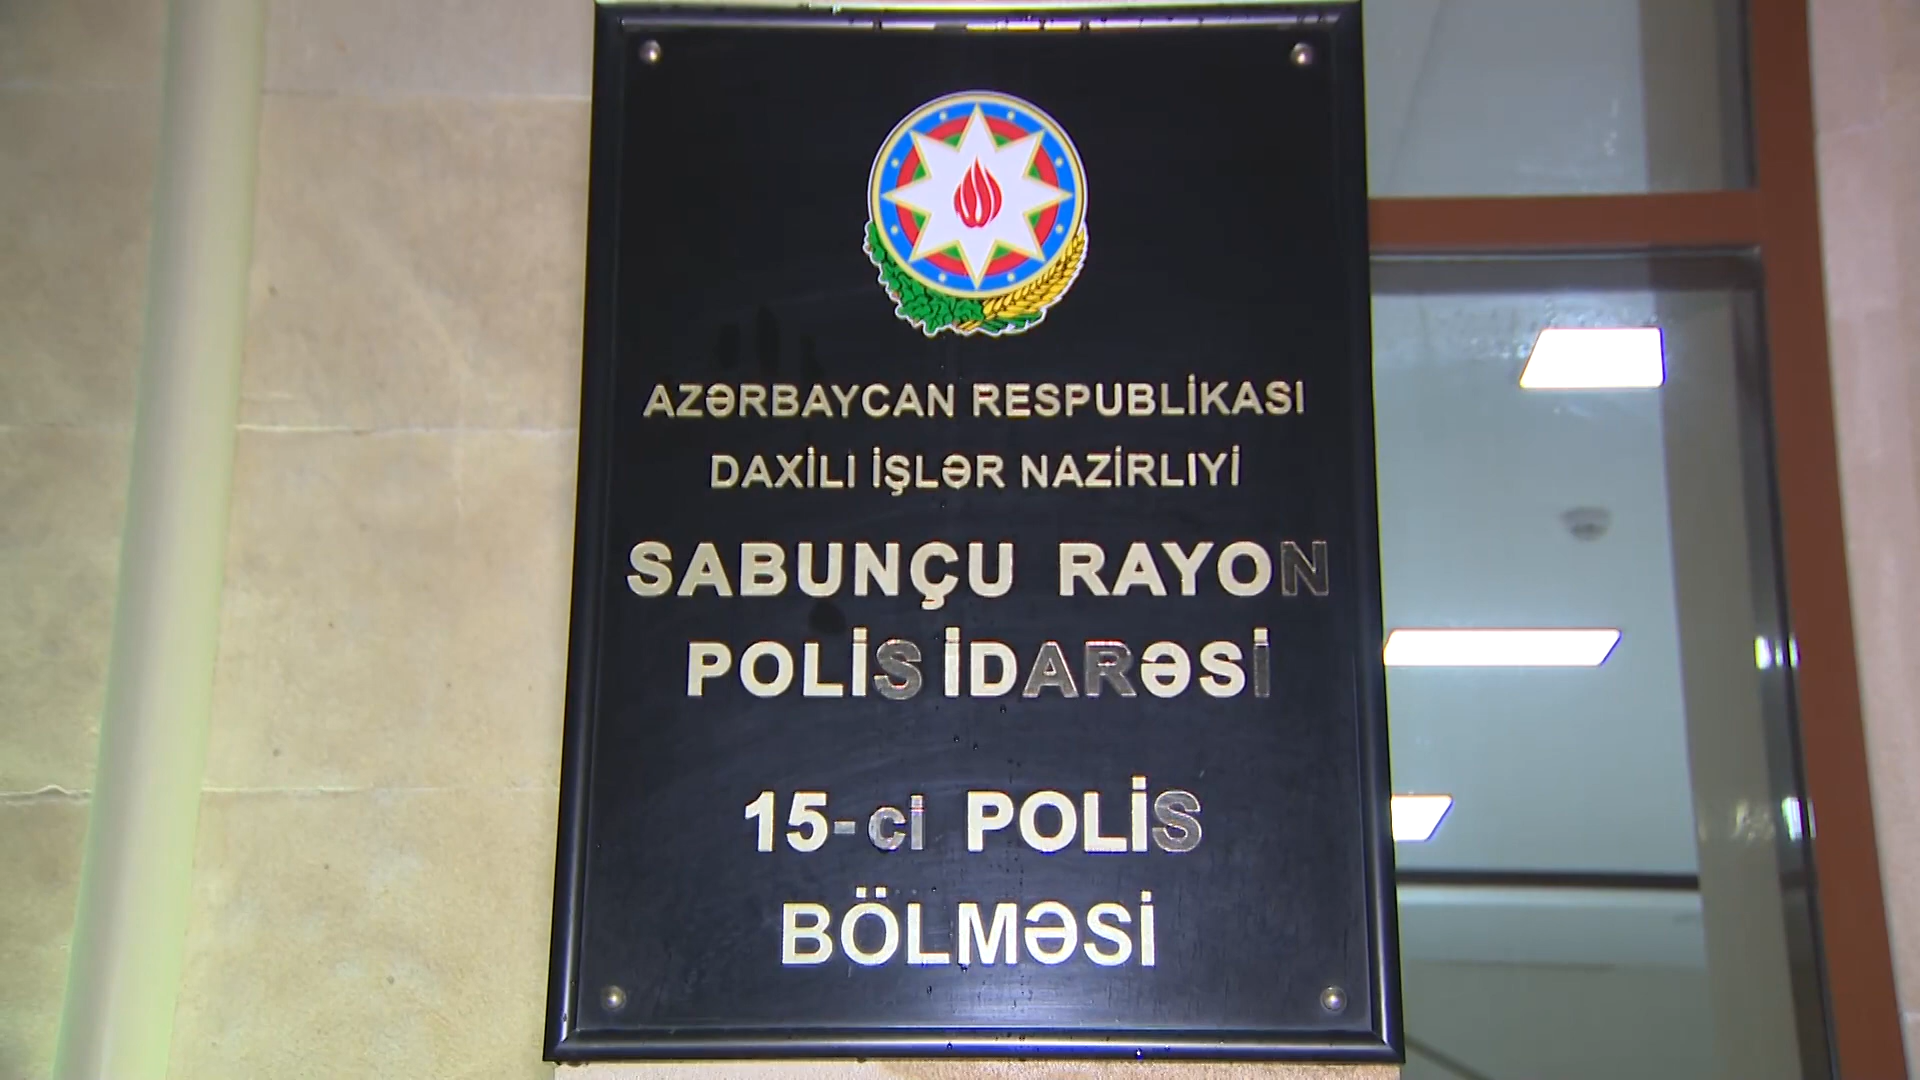 AZƏRBAYCAN RESPUBLİKASI
DAXİLI İŞLƏR NAZİRLIYİ
SABUNÇU RAYON
POLİS İDARƏSİ
15-ci POLİS
BÖLMƏSİ